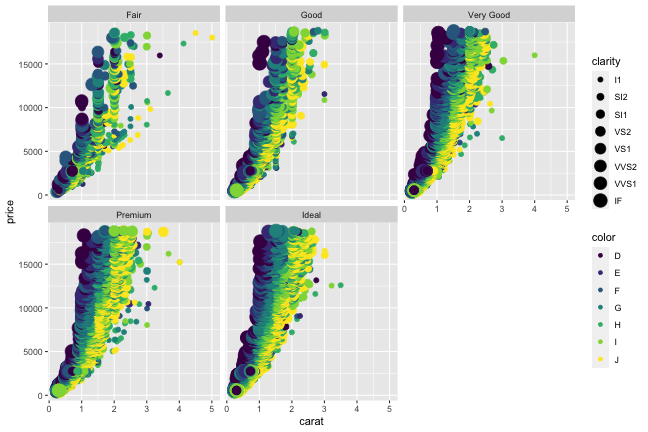 Fair
Good
Very Good
15000
10000
5000
0
0 1 2 3 4 5
Premium
Ideal
15000
10000
5000
0
0 1 2 3 4 5
0 1 2 3 4 5
price
carat
clarity
I1
SI2
SI1
VS2
VS1
VVS2
VVS1
IF
color
D
E
F
G
H
I
J